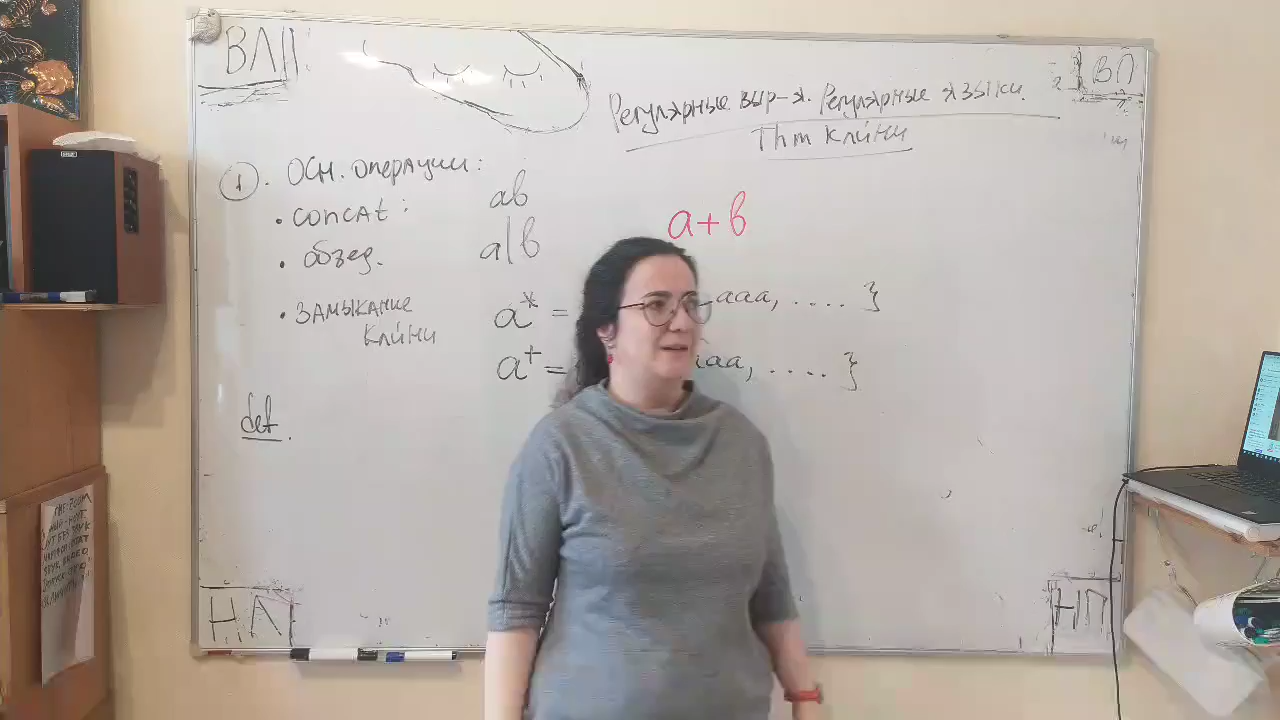 ВЛП
ВП
Регулярные выр-я. Регулярные языки.
Thm Клини
1. Осн. операции:
• concat: ab
a+b
• объед. a|b
• Замыкание
Клини
a* = aaa, .... }
a+ = aaa, .... }
def.
НЛ
НП